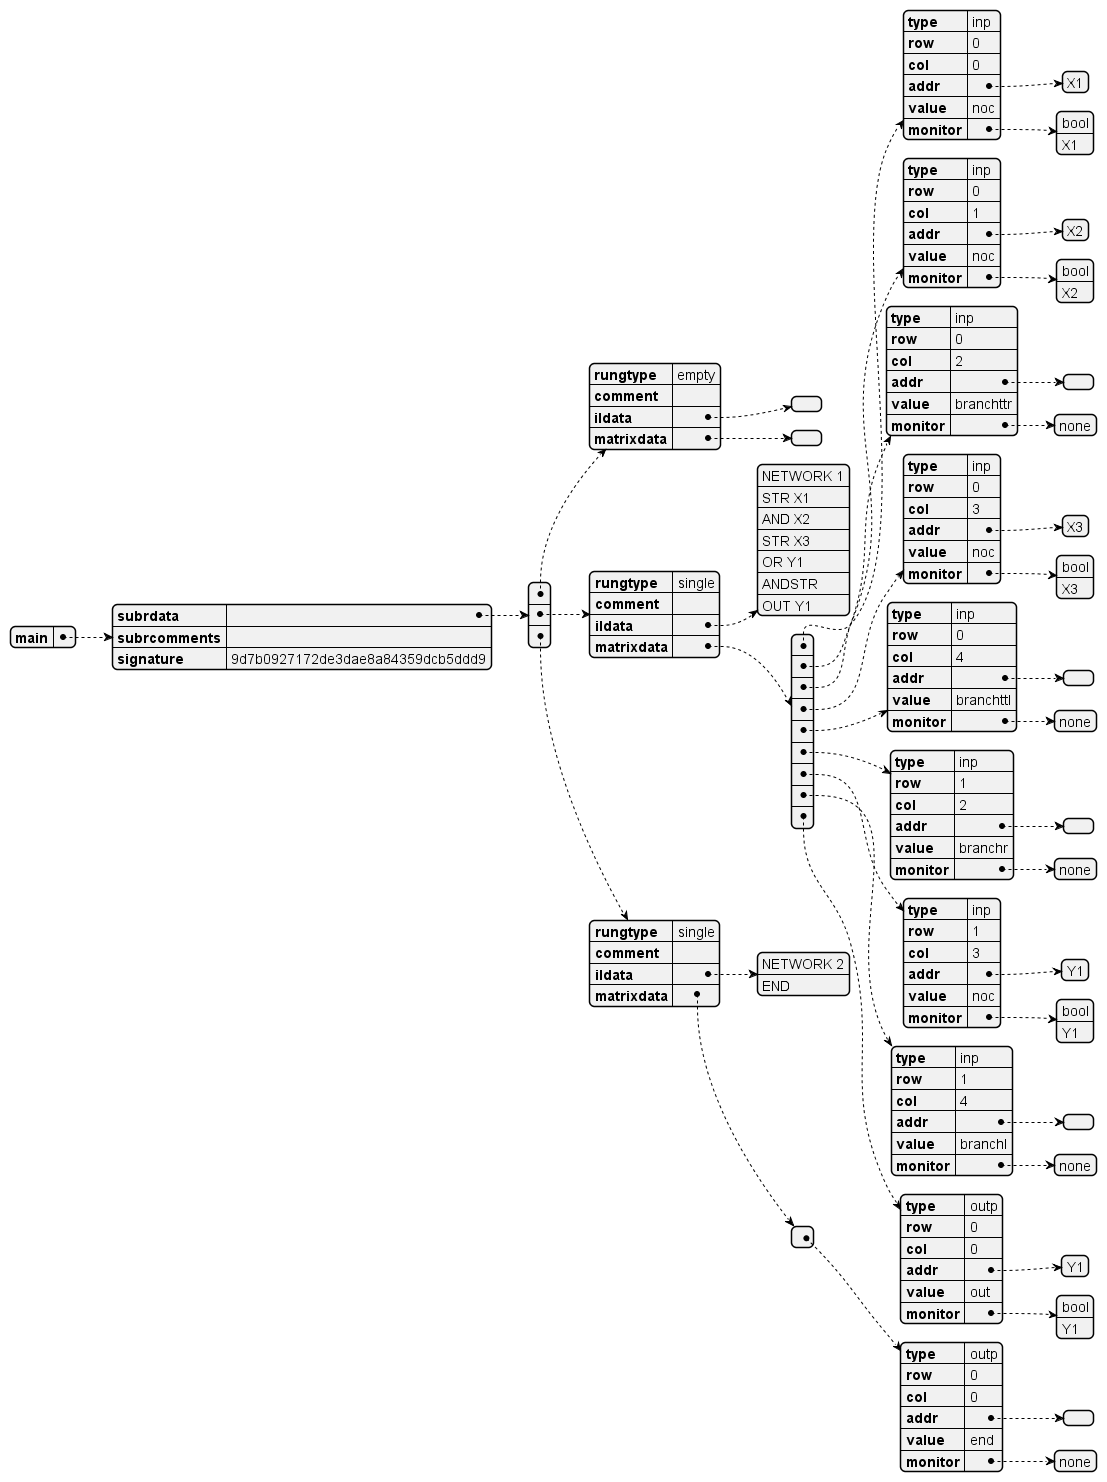 main
subrdata
subrcomments
signature 9d7b0927172de3dae8a84359dcb5ddd9
rungtype empty
comment
ildata
matrixdata
rungtype single
comment
ildata
matrixdata
NETWORK 1
STR X1
AND X2
STR X3
OR Y1
ANDSTR
OUT Y1
type inp
row 0
col 0
addr
value noc
monitor
X1
bool
X1
type inp
row 0
col 1
addr
value noc
monitor
X2
bool
X2
type inp
row 0
col 2
addr
value branchttr
monitor
none
type inp
row 0
col 3
addr
value noc
monitor
X3
bool
X3
type inp
row 0
col 4
addr
value branchttl
monitor
none
type inp
row 1
col 2
addr
value branchr
monitor
none
type inp
row 1
col 3
addr
value noc
monitor
Y1
bool
Y1
type inp
row 1
col 4
addr
value branchl
monitor
none
type outp
row 0
col 0
addr
value out
monitor
Y1
bool
Y1
rungtype single
comment
ildata
matrixdata
NETWORK 2
END
type outp
row 0
col 0
addr
value end
monitor
none